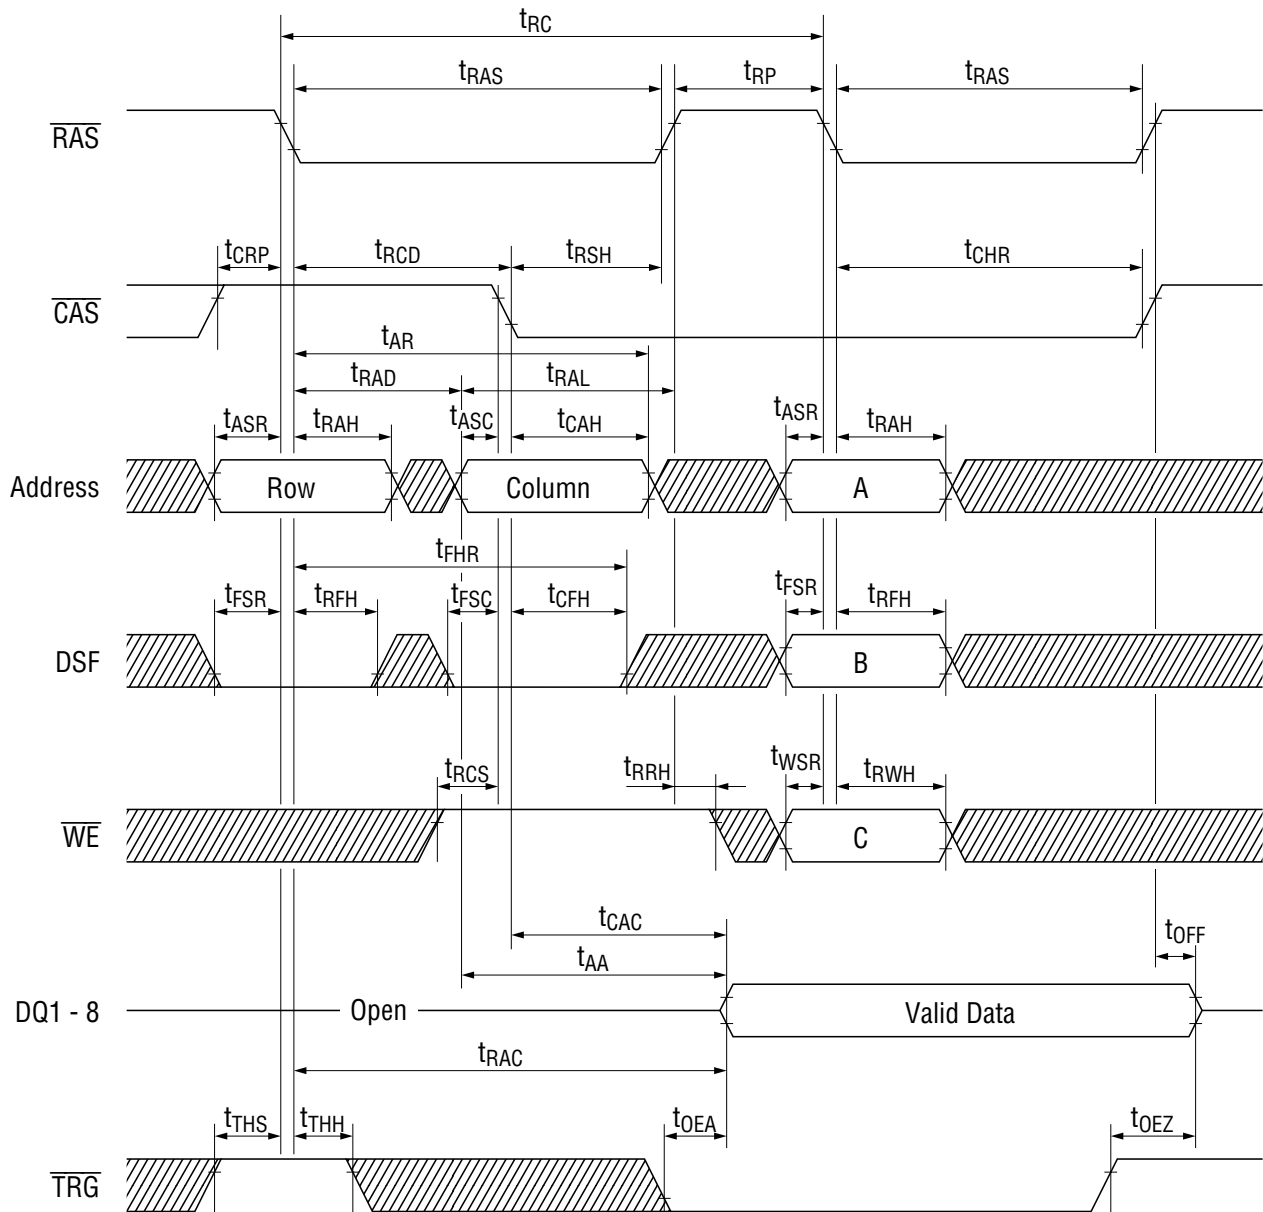 tRC
tRAS tRP tRAS
RAS
tCRP tRCD tRSH tCHR
CAS
tAR
tRAD tRAL
tASR tRAH tASC tCAH tASR tRAH
Address Row Column A
tFHR
tFSR tRFH tFSC tCFH tFSR tRFH
DSF B
tRCS tRRH tWSR tRWH
WE C
tCAC tOFF
tAA
DQ1 - 8 Open Valid Data
tRAC
tTHS tTHH tOEA tOEZ
TRG